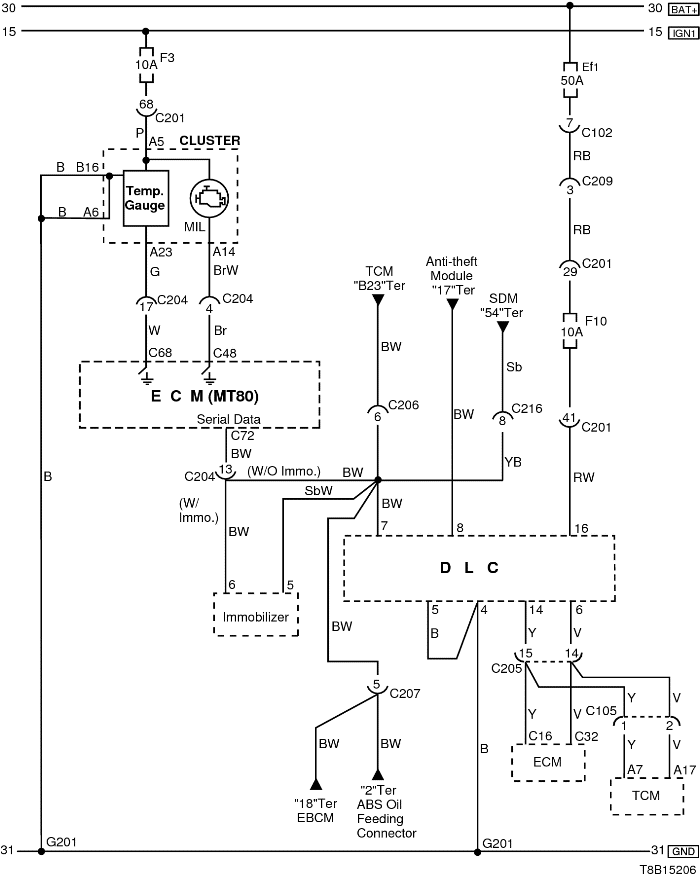 30
30 BAT+
15
15 IGN1
F3
10A
Ef1
50A
68
C201
P
A5
CLUSTER
7
C102
RB
B B16
Temp.
Gauge
MIL
B A6
3
C209
RB
A23
A14
G
BrW
29
C201
TCM
"B23"Ter
Anti-theft
Module
"17"Ter
SDM
"54"Ter
17
C204
4
C204
W
Br
F10
10A
BW
Sb
C68
C48
E C M (MT80)
Serial Data
6
C206
BW
8
C216
41
C201
C72
BW
C204
13
(W/O Immo.)
BW
YB
RW
SbW
BW
(W/
Immo.)
BW
7
8
16
D L C
6
5
Immobilizer
5
4
14
6
B
Y
V
BW
15
14
C205
5
C207
Y
V
C105
1
2
Y
V
B
BW
BW
C16
C32
ECM
Y
V
A7
A17
TCM
B
"18"Ter
EBCM
"2"Ter
ABS Oil
Feeding
Connector
G201
G201
31
31 GND
T8B15206